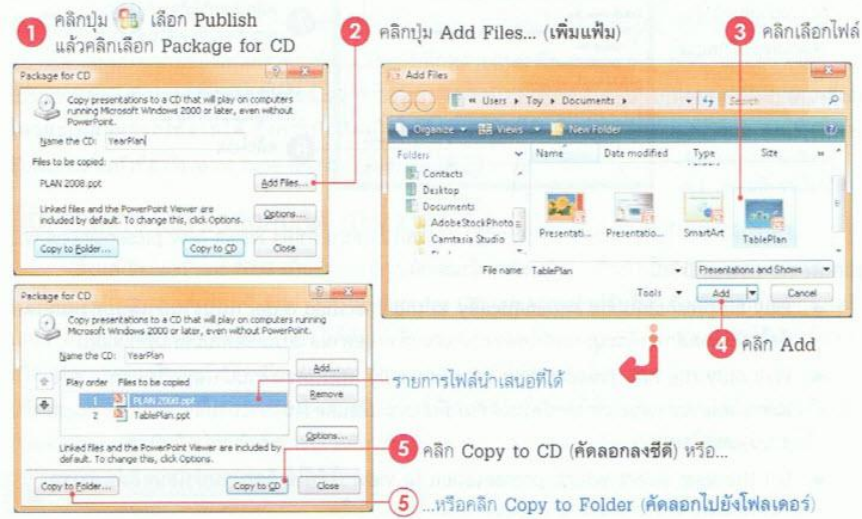 1 คลิกปุ่ม เลือก Publish
แล้วคลิกเลือก Package for CD
2 คลิกปุ่ม Add Files... (เพิ่มแฟ้ม)
3 คลิกเลือกไฟล์
Package for CD
Copy presentations to a CD that will play on computers
running Microsoft Windows 2000 or later, even without
PowerPoint.
Name the CD: YearPlan
Files to be copied:
PLAN 2008.ppt
Add Files...
Linked files and the PowerPoint Viewer are
included by default. To change this, click Options.
Options...
Copy to Folder... Copy to CD Close
Add Files
« Users Toy Documents Search
Organize Views New Folder
Folders Name Date modified Type Size »
Contacts
Desktop
Documents
AdobeStockPhoto
Camtasia Studio
Presentati... Presentatio... SmartArt TablePlan
File name: TablePlan Presentations and Shows
Tools Add Cancel
4 คลิก Add
Package for CD
Copy presentations to a CD that will play on computers running
Microsoft Windows 2000 or later, even without PowerPoint.
Name the CD: YearPlan
Add...
Play order Files to be copied
1 PLAN 2008.ppt
2 TablePlan.ppt
Remove
รายการไฟล์นำเสนอที่ได้
Options...
Linked files and the PowerPoint Viewer are included by
default. To change this, click Options.
Copy to Folder... Copy to CD Close
5 คลิก Copy to CD (คัดลอกลงซีดี) หรือ...
5 ...หรือคลิก Copy to Folder (คัดลอกไปยังโฟลเดอร์)